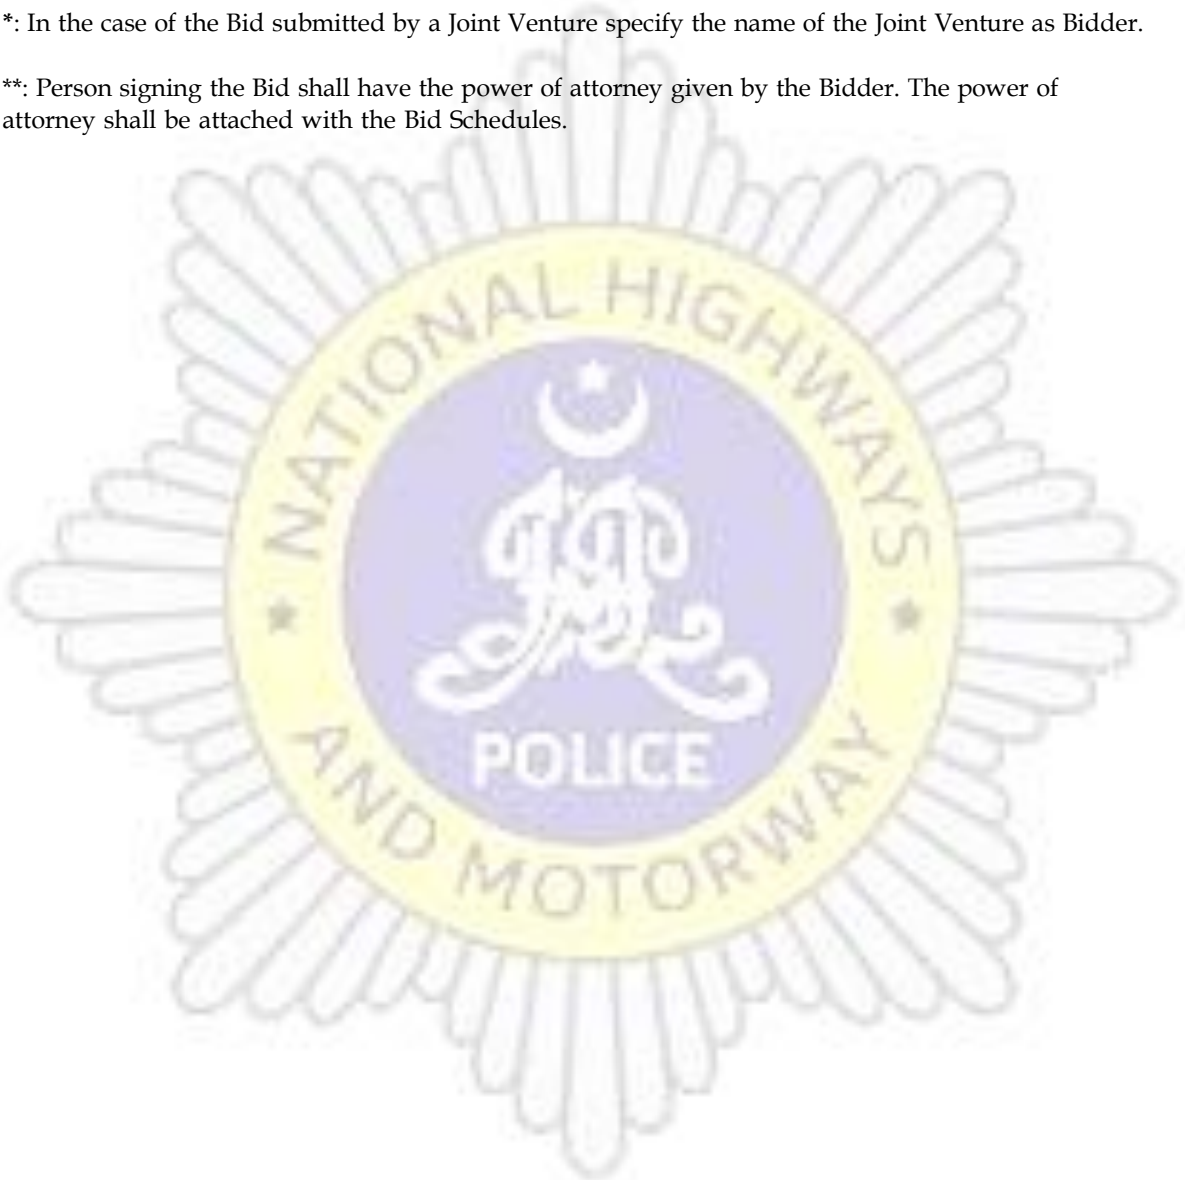 *: In the case of the Bid submitted by a Joint Venture specify the name of the Joint Venture as Bidder.
**: Person signing the Bid shall have the power of attorney given by the Bidder. The power of
attorney shall be attached with the Bid Schedules.
NATIONAL HIGHWAYS
POLICE
AND MOTORWAY